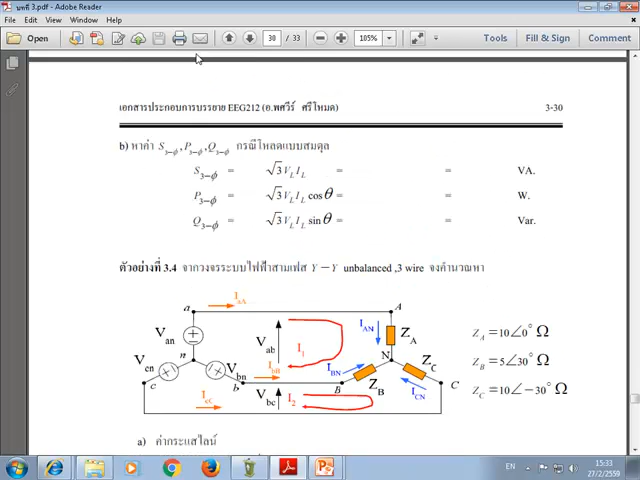 บทที่ 3.pdf - Adobe Reader
File Edit View Window Help
Open 30 / 33 105% Tools Fill & Sign Comment
เอกสารประกอบการบรรยาย EEG212 (อ.พศวีร์ ศรีโหมด) 3-30
b) หาค่า S3−ϕ , P3−ϕ , Q3−ϕ กรณีโหลดแบบสมดุล
S3−ϕ = √3 VL IL = = VA.
P3−ϕ = √3 VL IL cos θ = = W.
Q3−ϕ = √3 VL IL sin θ = = Var.
ตัวอย่างที่ 3.4 จากวงจรระบบไฟฟ้าสามเฟส Y − Y unbalanced ,3 wire จงคำนวณหา
IaA
a A
Van Vab I1 IAN ZA
ZA = 10∠0° Ω
Vcn n Vbn IbB IBN N ZC
ZB = 5∠30° Ω
c b B ZB ICN C
ZC = 10∠−30° Ω
Vbc I2
a) ค่ากระแสไลน์
EN 15:33
27/2/2559